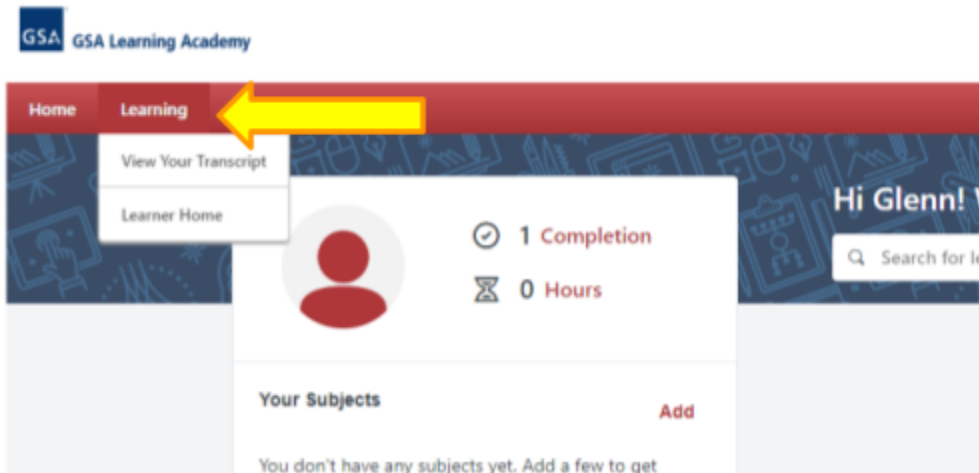 GSA GSA Learning Academy
Home Learning
View Your Transcript
Learner Home
Hi Glenn!
Search for
1 Completion
0 Hours
Your Subjects
Add
You don't have any subjects yet. Add a few to get